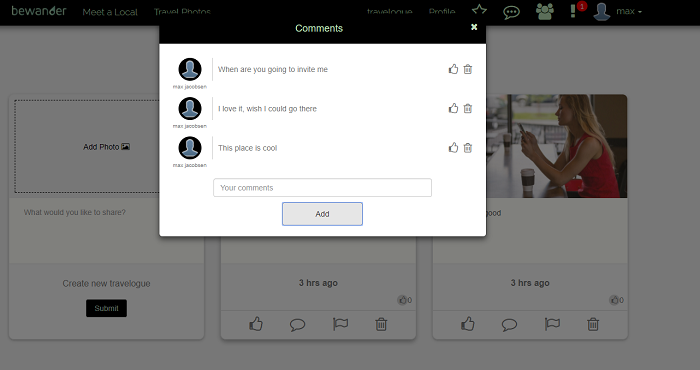 bewander Meet a Local Travel Photos travelogue Profile 1 max
Comments
When are you going to invite me
max jacobsen
I love it, wish I could go there
max jacobsen
This place is cool
max jacobsen
Your comments
Add
Add Photo
What would you like to share?
good
Create new travelogue
Submit
3 hrs ago
0
3 hrs ago
0